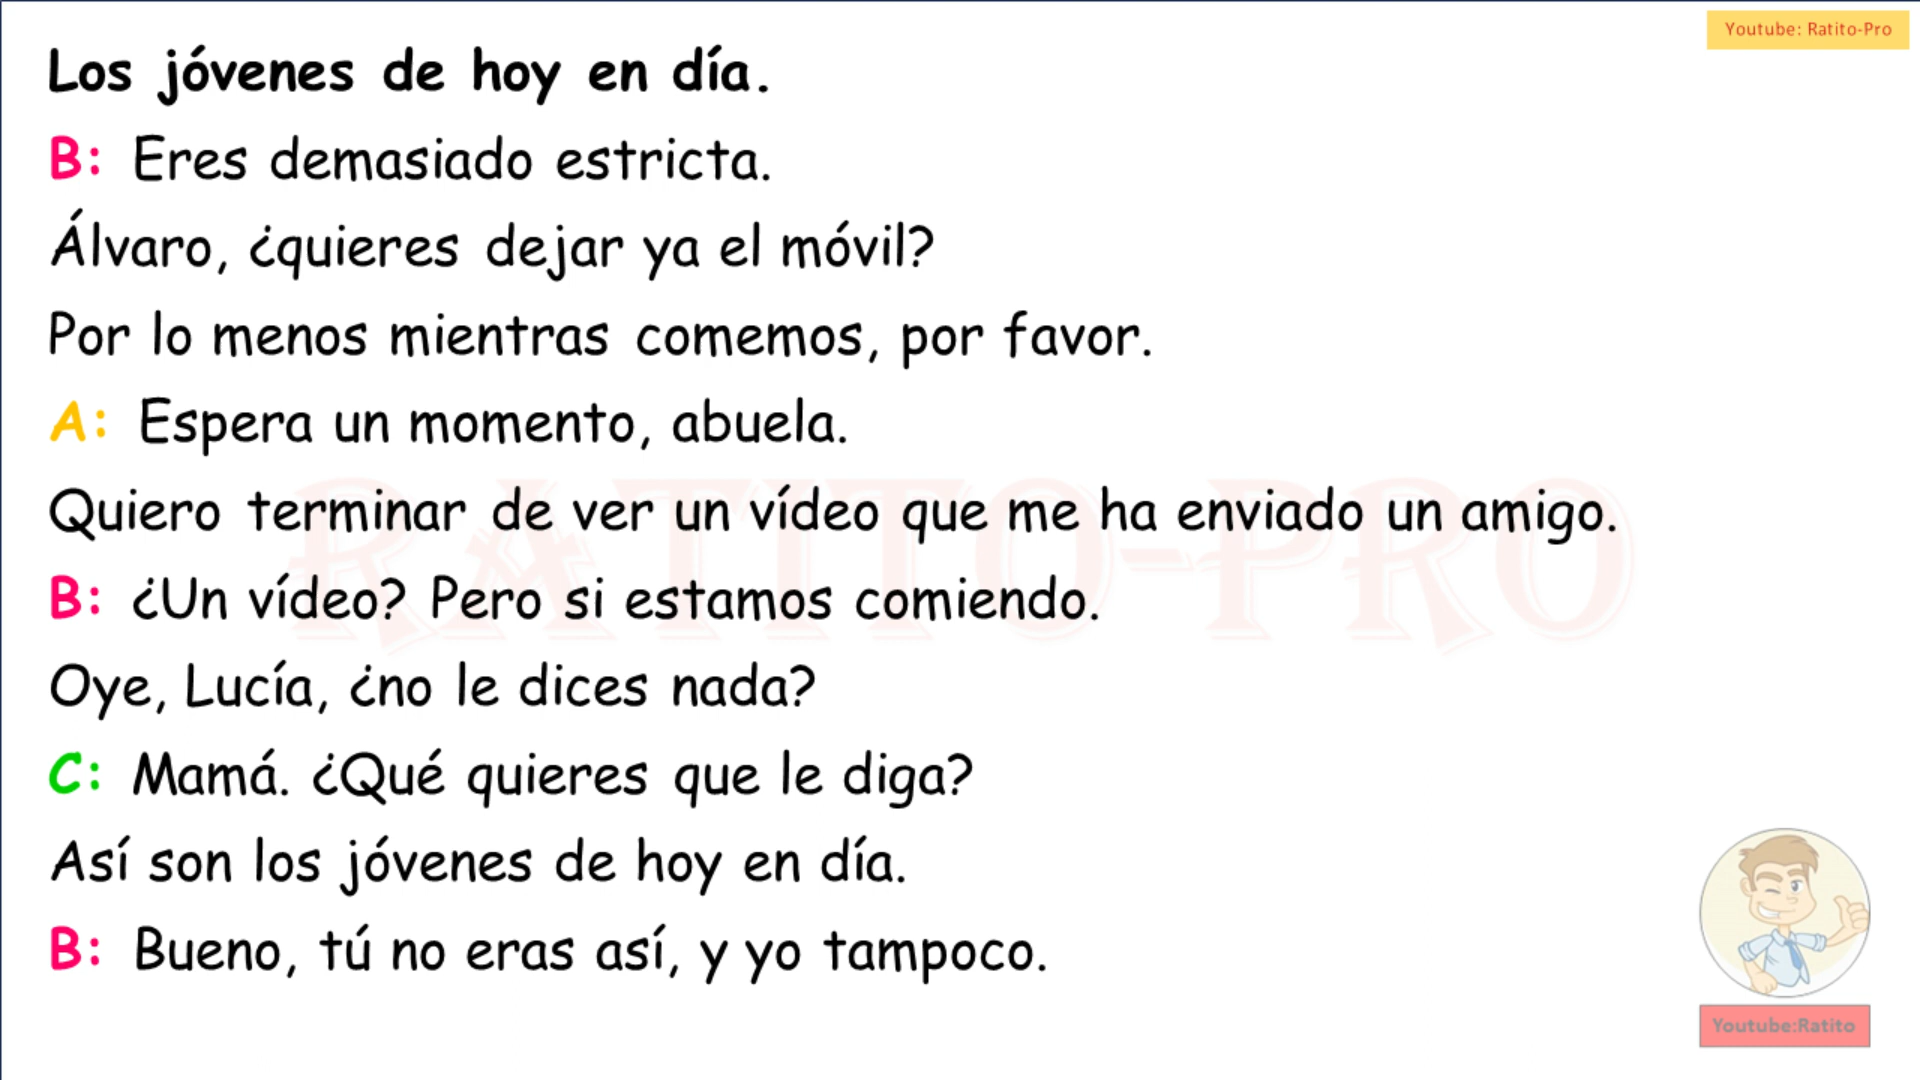 Youtube: Ratito-Pro
Los jóvenes de hoy en día.
B: Eres demasiado estricta.
Álvaro, ¿quieres dejar ya el móvil?
Por lo menos mientras comemos, por favor.
A: Espera un momento, abuela.
Quiero terminar de ver un vídeo que me ha enviado un amigo.
RATITO-PRO
B: ¿Un vídeo? Pero si estamos comiendo.
Oye, Lucía, ¿no le dices nada?
C: Mamá. ¿Qué quieres que le diga?
Así son los jóvenes de hoy en día.
B: Bueno, tú no eras así, y yo tampoco.
Youtube:Ratito